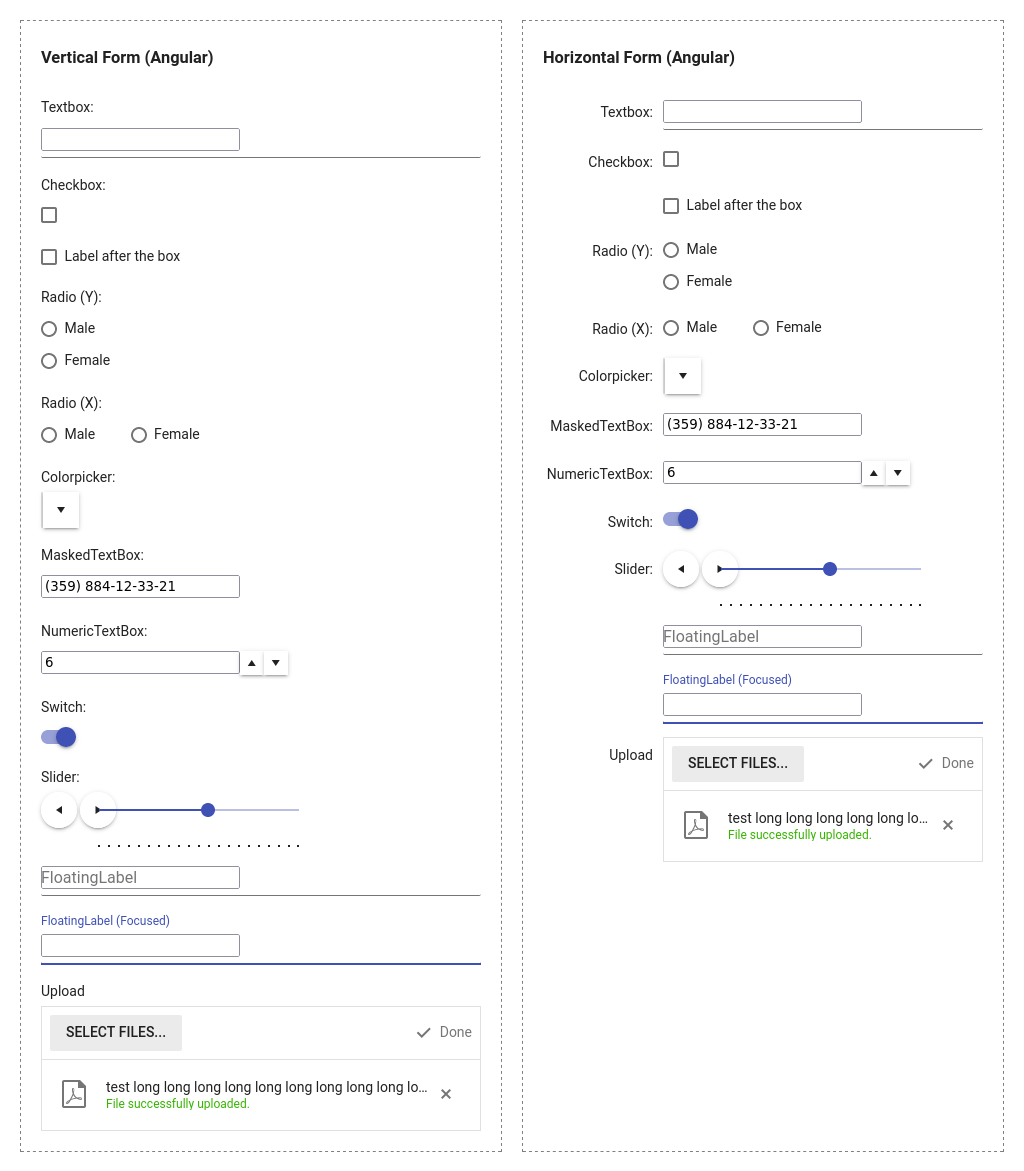 Vertical Form (Angular)
Textbox:
Checkbox:
Label after the box
Radio (Y):
Male
Female
Radio (X):
Male Female
Colorpicker:
MaskedTextBox:
(359) 884-12-33-21
NumericTextBox:
6
Switch:
Slider:
FloatingLabel
FloatingLabel (Focused)
Upload
SELECT FILES... Done
test long long long long long long long long long lo...
File successfully uploaded.
Horizontal Form (Angular)
Textbox:
Checkbox:
Label after the box
Radio (Y): Male
Female
Radio (X): Male Female
Colorpicker:
MaskedTextBox: (359) 884-12-33-21
NumericTextBox: 6
Switch:
Slider:
FloatingLabel
FloatingLabel (Focused)
Upload SELECT FILES... Done
test long long long long long lo...
File successfully uploaded.